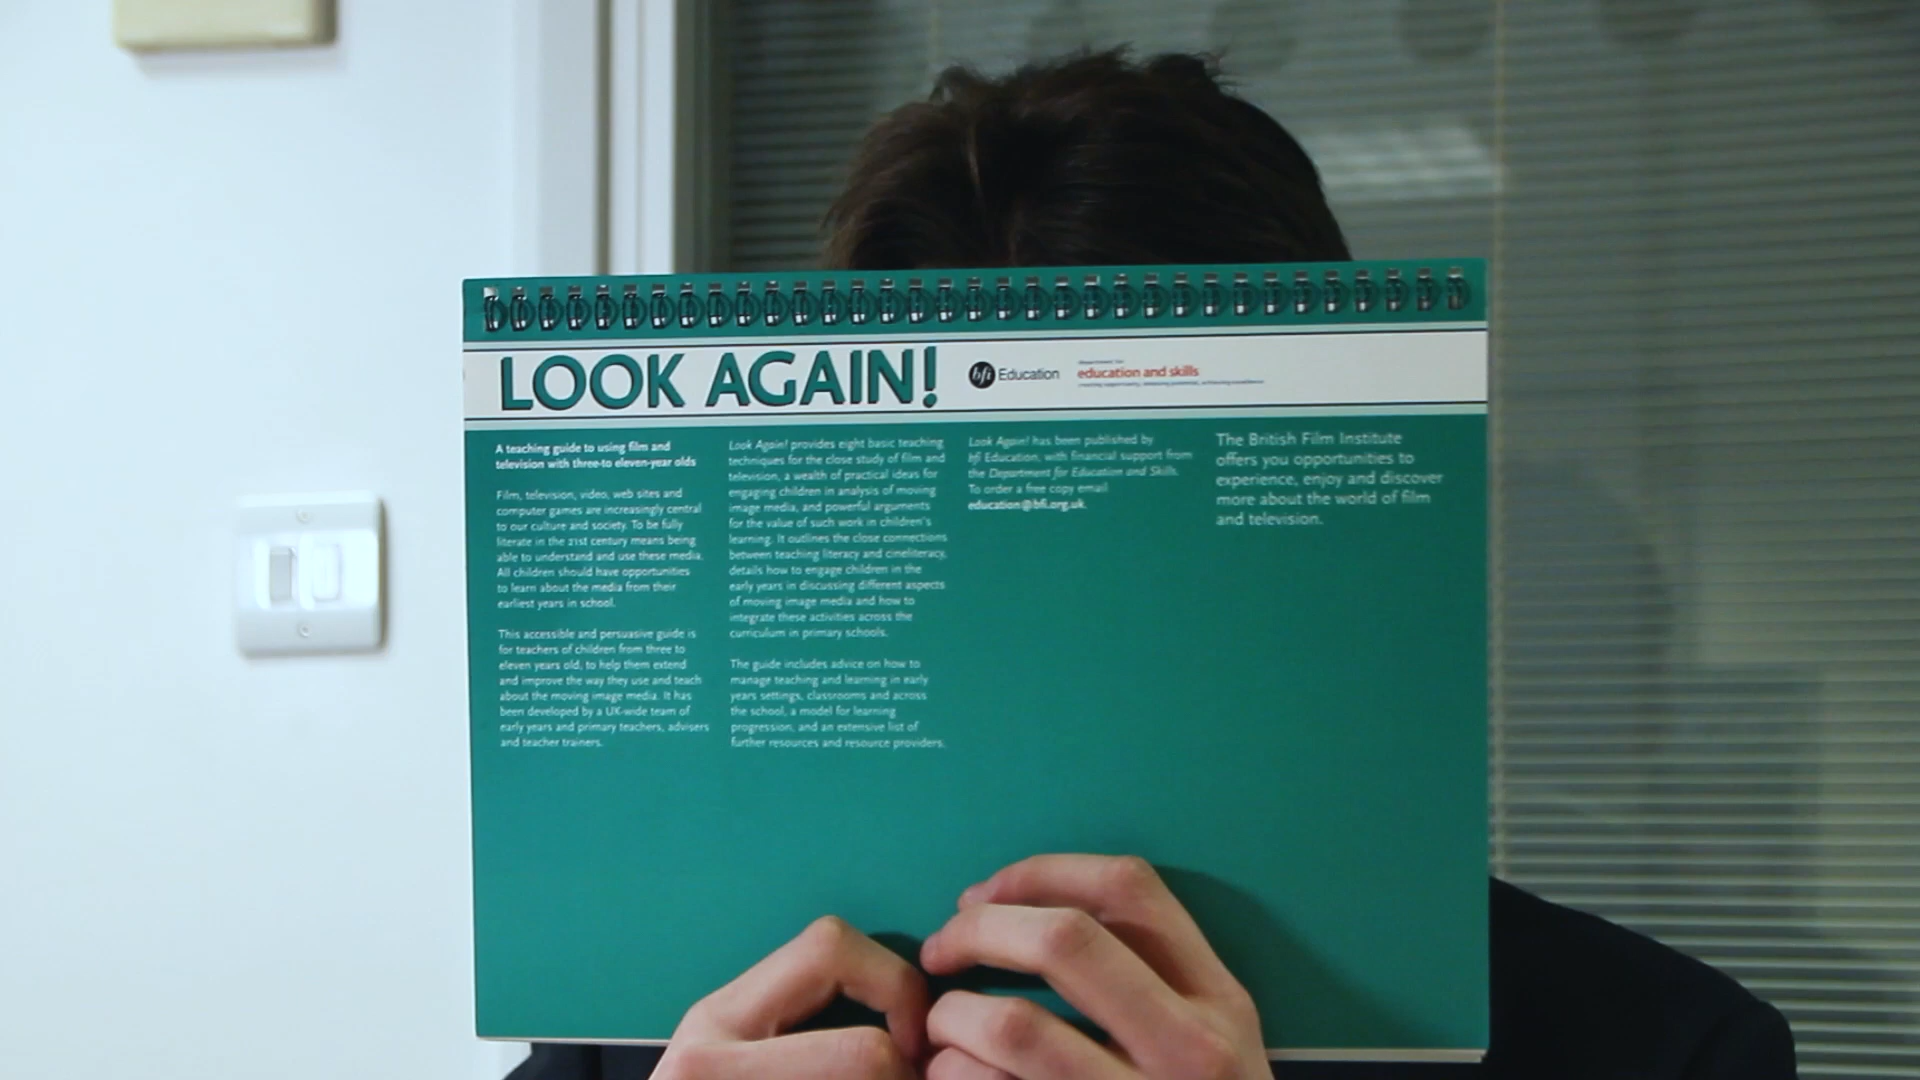 LOOK AGAIN!
bfi Education
education and skills
A teaching guide to using film and
television with three-to eleven-year olds
Film, television, video, web sites and
computer games are increasingly central
to our culture and society. To be fully
literate in the 21st century means being
able to understand and use these media.
All children should have opportunities
to learn about the media from their
earliest years in school.
This accessible and persuasive guide is
for teachers of children from three to
eleven years old, to help them extend
and improve the way they use and teach
about the moving image media. It has
been developed by a UK-wide team of
early years and primary teachers, advisers
and teacher trainers.
Look Again! provides eight basic teaching
techniques for the close study of film and
television, a wealth of practical ideas for
engaging children in analysis of moving
image media, and powerful arguments
for the value of such work in children's
learning. It outlines the close connections
between teaching literacy and cineliteracy,
details how to engage children in the
early years in discussing different aspects
of moving image media and how to
integrate these activities across the
curriculum in primary schools.
The guide includes advice on how to
manage teaching and learning in early
years settings, classrooms and across
the school, a model for learning
progression, and an extensive list of
further resources and resource providers.
Look Again! has been published by
bfi Education, with financial support from
the Department for Education and Skills.
To order a free copy email
education@bfi.org.uk
The British Film Institute
offers you opportunities to
experience, enjoy and discover
more about the world of film
and television.